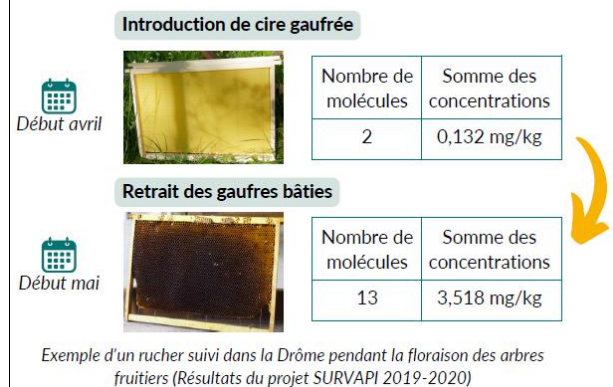 Introduction de cire gaufrée
Début avril
Nombre de molécules
Somme des concentrations
2
0,132 mg/kg
Retrait des gaufres bâties
Début mai
Nombre de molécules
Somme des concentrations
13
3,518 mg/kg
Exemple d'un rucher suivi dans la Drôme pendant la floraison des arbres
fruitiers (Résultats du projet SURVAPI 2019-2020)